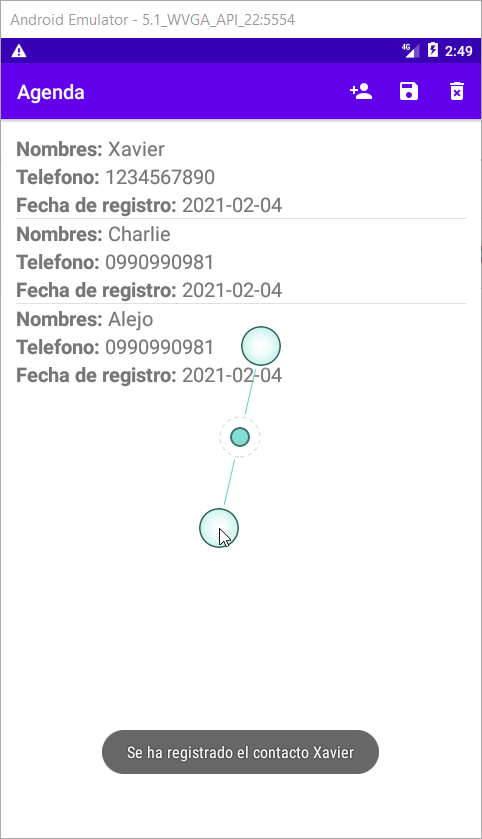 Android Emulator - 5.1_WVGA_API_22:5554
4G 2:49
Agenda
Nombres: Xavier
Telefono: 1234567890
Fecha de registro: 2021-02-04
Nombres: Charlie
Telefono: 0990990981
Fecha de registro: 2021-02-04
Nombres: Alejo
Telefono: 0990990981
Fecha de registro: 2021-02-04
Se ha registrado el contacto Xavier